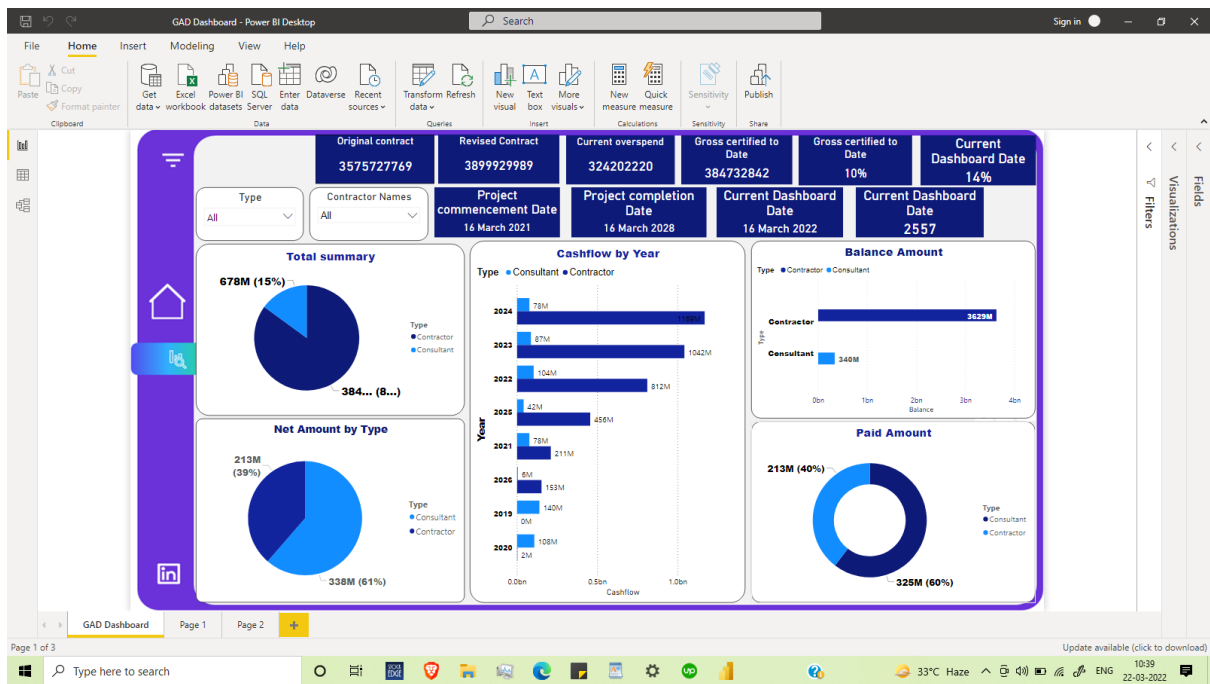 GAD Dashboard - Power BI Desktop
Search
Sign in
File Home Insert Modeling View Help
Paste
Cut
Copy
Format painter
Clipboard
Get data
Excel workbook
Power BI datasets
SQL Server
Enter data
Dataverse
Recent sources
Data
Transform data
Refresh
Queries
New visual
Text box
More visuals
Insert
New measure
Quick measure
Calculations
Sensitivity
Sensitivity
Publish
Share
Original contract
3575727769
Revised Contract
3899929989
Current overspend
324202220
Gross certified to
Date
384732842
Gross certified to
Date
10%
Current
Dashboard Date
14%
Type
All
Contractor Names
All
Project
commencement Date
16 March 2021
Project completion
Date
16 March 2028
Current Dashboard
Date
16 March 2022
Current Dashboard
Date
2557
Total summary
678M (15%)
384... (8...)
Type
Contractor
Consultant
Net Amount by Type
213M
(39%)
338M (61%)
Type
Consultant
Contractor
Cashflow by Year
Type Consultant Contractor
Year
2024
78M
2023
87M
1042M
2022
104M
812M
2025
42M
456M
2021
78M
211M
2026
6M
153M
2019
140M
0M
2020
108M
2M
0.0bn 0.5bn 1.0bn
Cashflow
Balance Amount
Type Contractor Consultant
Type
Contractor
3629M
Consultant
340M
0bn 1bn 2bn 3bn 4bn
Balance
Paid Amount
213M (40%)
325M (60%)
Type
Consultant
Contractor
Filters
Visualizations
Fields
in
GAD Dashboard Page 1 Page 2 +
Page 1 of 3
Update available (click to download)
Type here to search
up
33°C Haze
ENG
10:39
22-03-2022